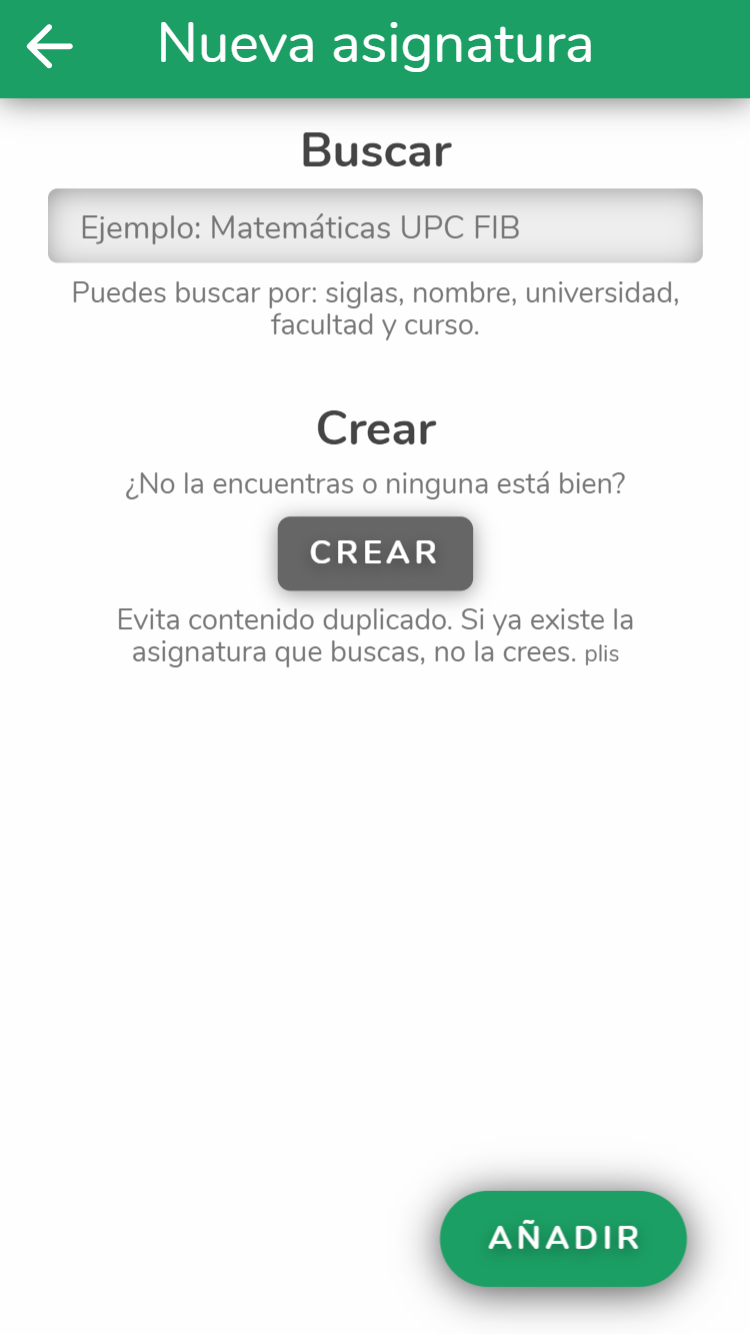 Nueva asignatura
Buscar
Ejemplo: Matemáticas UPC FIB
Puedes buscar por: siglas, nombre, universidad,
facultad y curso.
Crear
¿No la encuentras o ninguna está bien?
CREAR
Evita contenido duplicado. Si ya existe la
asignatura que buscas, no la crees. plis
AÑADIR